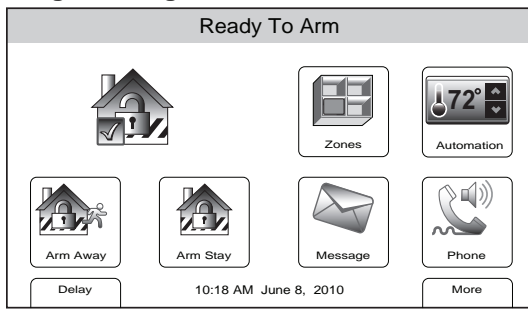 Ready To Arm
72°
Zones
Automation
Arm Away
Arm Stay
Message
Phone
Delay
10:18 AM June 8, 2010
More